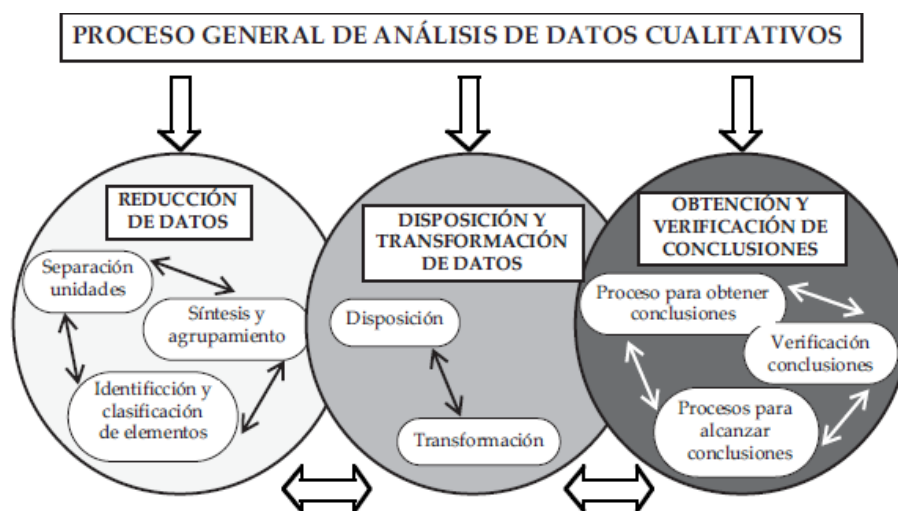 PROCESO GENERAL DE ANÁLISIS DE DATOS CUALITATIVOS
REDUCCIÓN
DE DATOS
Separación
unidades
Síntesis y
agrupamiento
Identificción y
clasificación
de elementos
DISPOSICIÓN Y
TRANSFORMACIÓN
DE DATOS
Disposición
Transformación
OBTENCIÓN Y
VERIFICACIÓN DE
CONCLUSIONES
Proceso para obtener
conclusiones
Verificación
conclusiones
Procesos para
alcanzar
conclusiones